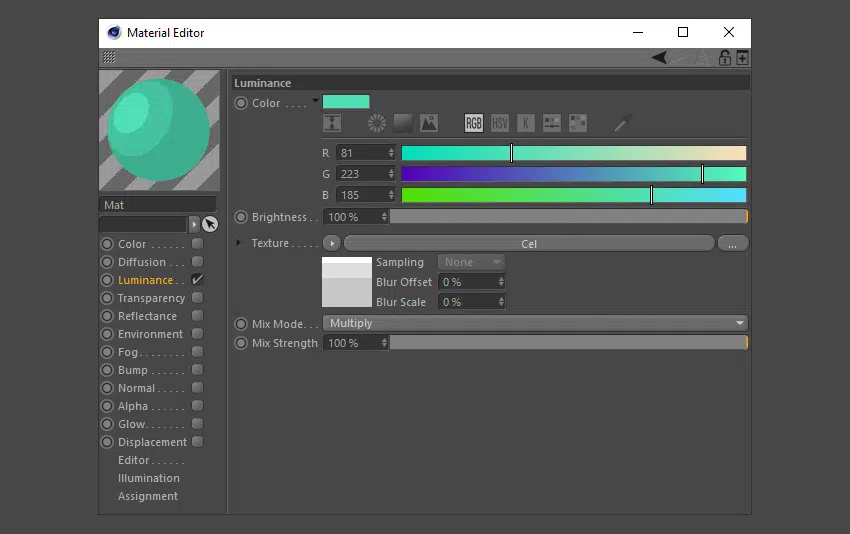 Material Editor
Luminance
Color . . . .
RGB HSV K
R 81
G 223
B 185
Mat
Brightness . . 100 %
Texture . . . . . Cel ...
Sampling None
Blur Offset 0 %
Blur Scale 0 %
Mix Mode. . . Multiply
Mix Strength 100 %
Color . . . . . .
Diffusion . . .
Luminance . .
Transparency
Reflectance
Environment
Fog. . . . . . . .
Bump . . . . . .
Normal . . . . .
Alpha . . . . . .
Glow. . . . . . .
Displacement
Editor . . . . . .
Illumination
Assignment